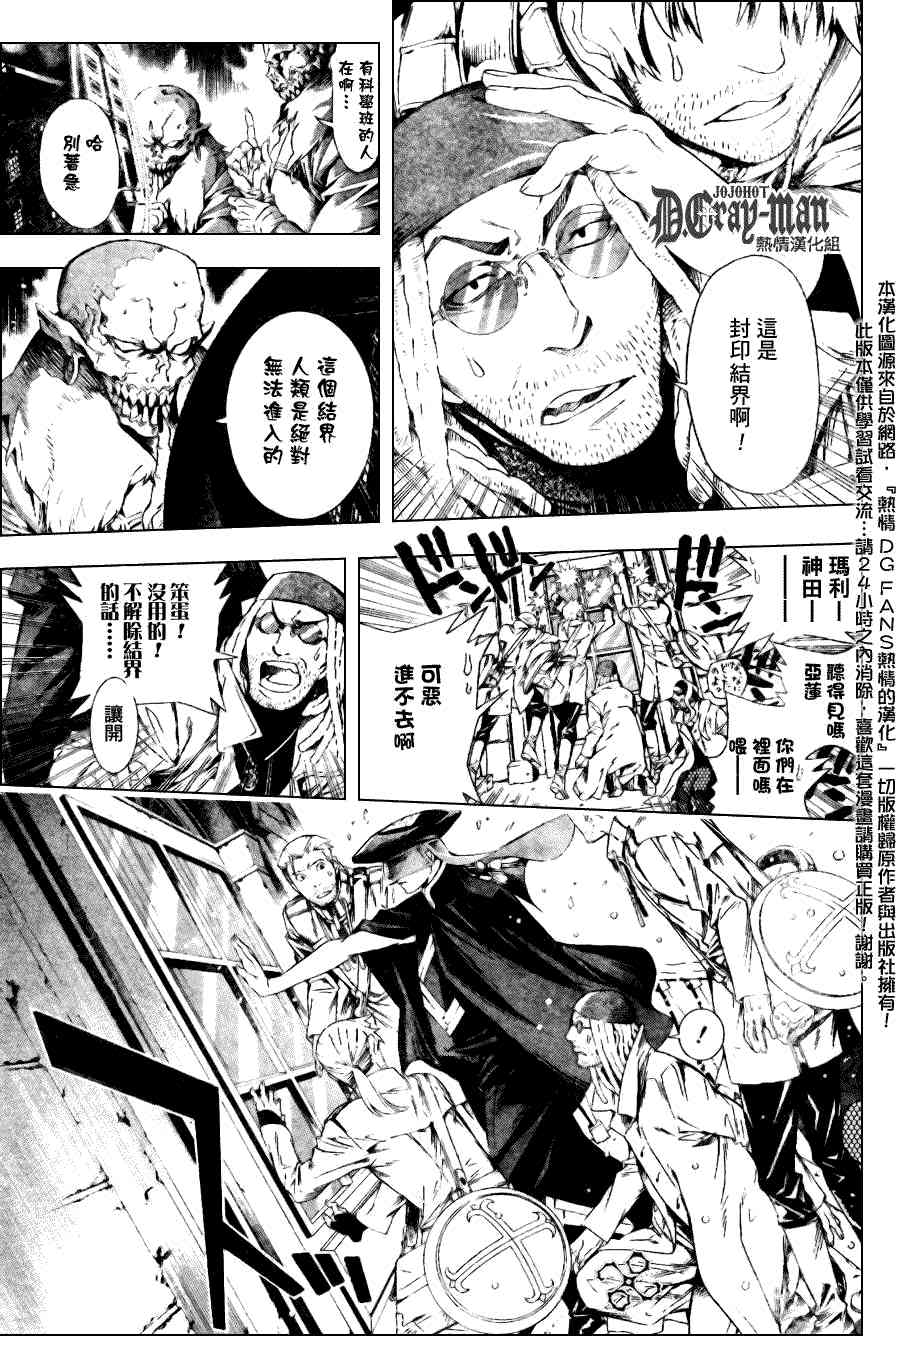 JOJOHOT
D.Gray-Man
熱情漢化組
這是
封印結界啊！
有科學班的人
在啊…
哈
別著急
這個結界
人類是絕對
無法進入的
瑪利——
神田——
聽得見嗎
亞蓮
你們在
裡面嗎
喂——
ドン
ドン
可惡
進不去啊
笨蛋！
沒用的！
不解除結界
的話……
讓開
！
バン
本漢化圖源來自於網路．『熱情DG FANS熱情的漢化』一切版權歸原作者與出版社擁有！
此版本僅供學習試看交流…請24小時之內消除．喜歡這套漫畫請購買正版！謝謝。